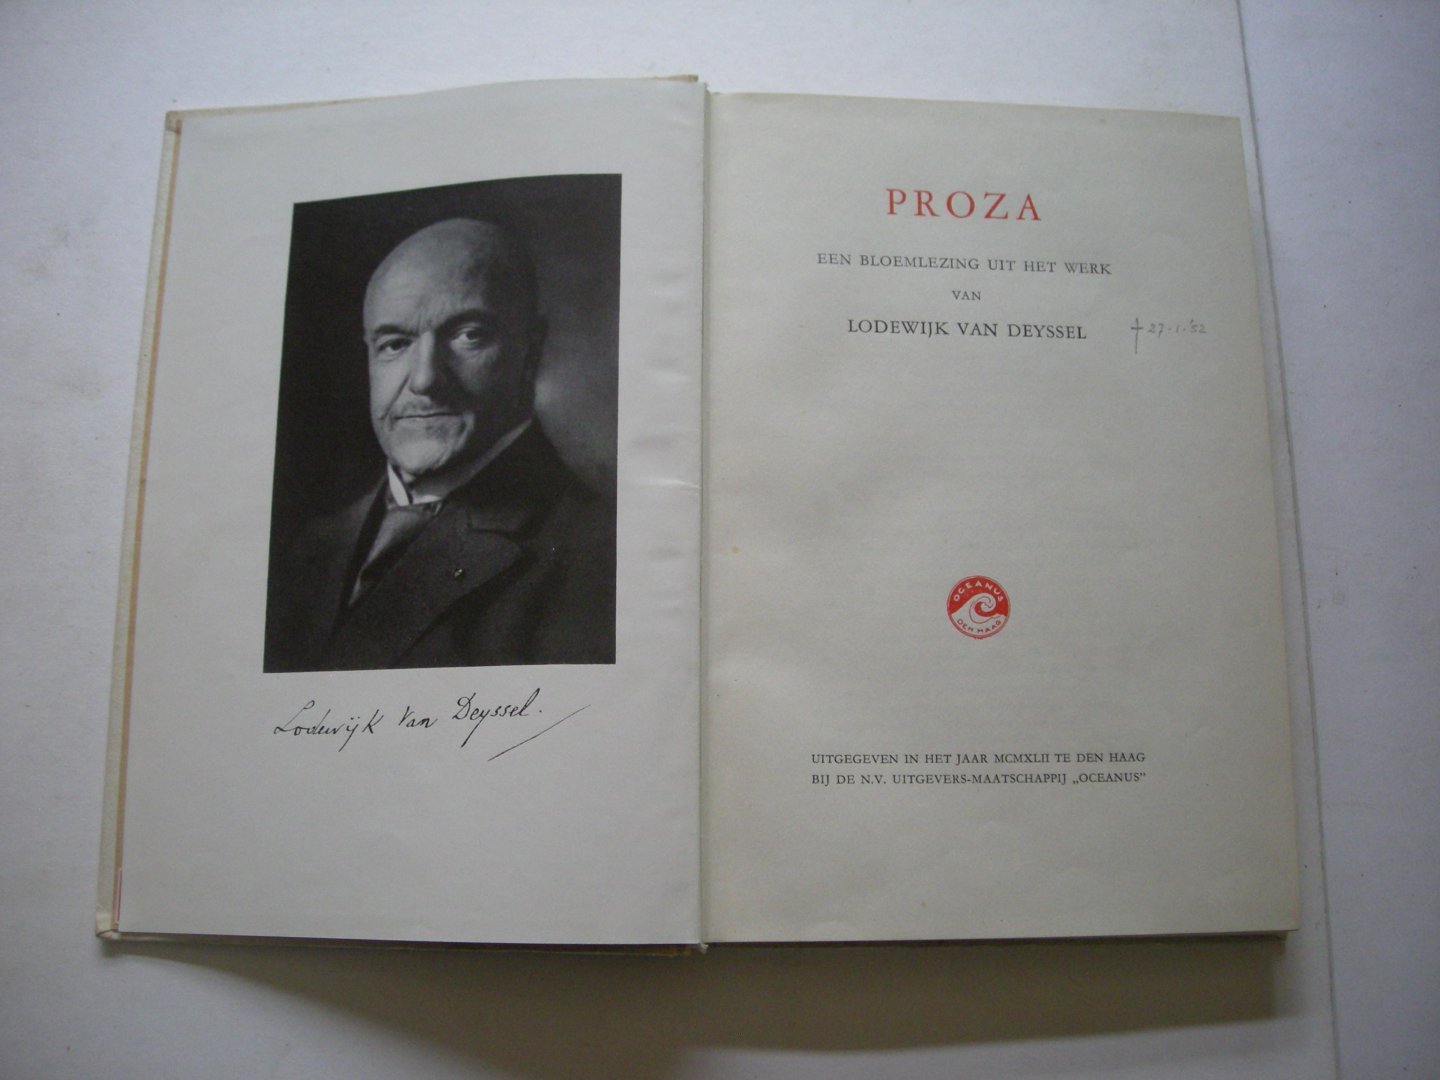 Lodewijk van Deyssel.
PROZA
EEN BLOEMLEZING UIT HET WERK
VAN
LODEWIJK VAN DEYSSEL
†27-1-'52
OCEANUS
DEN HAAG
UITGEGEVEN IN HET JAAR MCMXLII TE DEN HAAG
BIJ DE N.V. UITGEVERS-MAATSCHAPPIJ „OCEANUS”